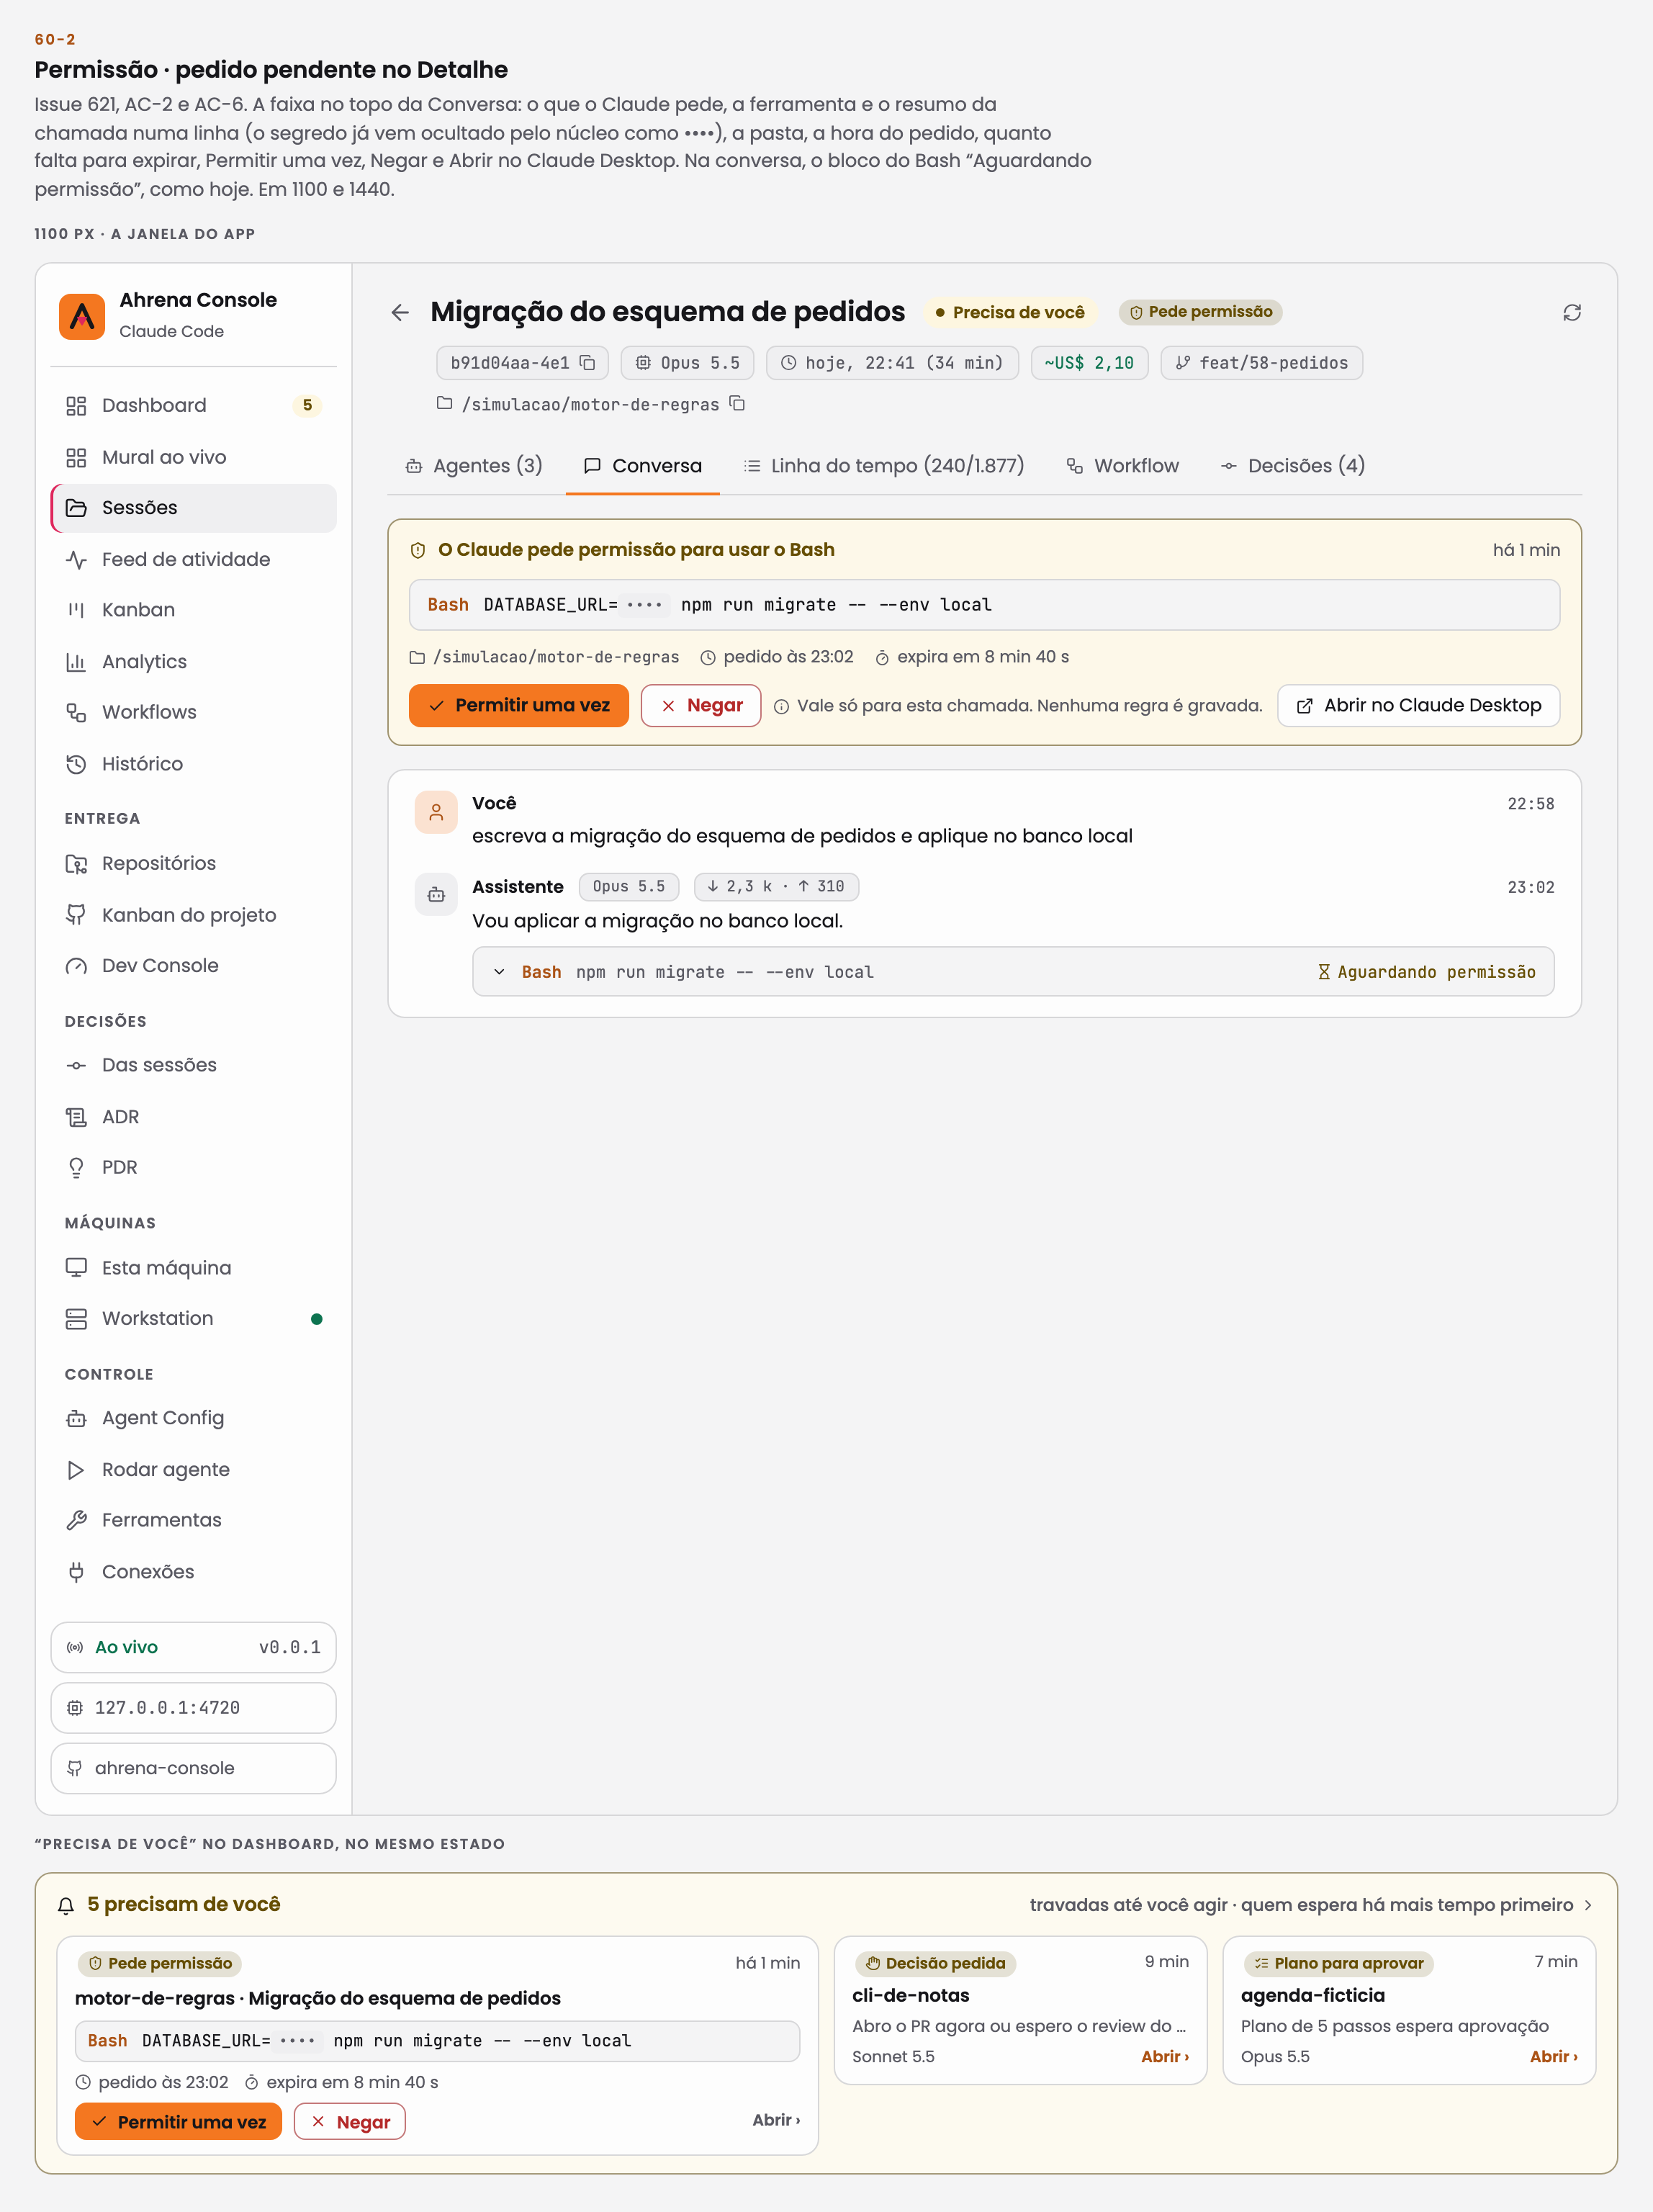 60-2
Permissão · pedido pendente no Detalhe
Issue 621, AC-2 e AC-6. A faixa no topo da Conversa: o que o Claude pede, a ferramenta e o resumo da
chamada numa linha (o segredo já vem ocultado pelo núcleo como ••••), a pasta, a hora do pedido, quanto
falta para expirar, Permitir uma vez, Negar e Abrir no Claude Desktop. Na conversa, o bloco do Bash “Aguardando
permissão”, como hoje. Em 1100 e 1440.
1100 PX · A JANELA DO APP
Ahrena Console
Claude Code
Dashboard 5
Mural ao vivo
Sessões
Feed de atividade
Kanban
Analytics
Workflows
Histórico
ENTREGA
Repositórios
Kanban do projeto
Dev Console
DECISÕES
Das sessões
ADR
PDR
MÁQUINAS
Esta máquina
Workstation
CONTROLE
Agent Config
Rodar agente
Ferramentas
Conexões
Ao vivo v0.0.1
127.0.0.1:4720
ahrena-console
Migração do esquema de pedidos Precisa de você Pede permissão
b91d04aa-4e1 Opus 5.5 hoje, 22:41 (34 min) ~US$ 2,10 feat/58-pedidos
/simulacao/motor-de-regras
Agentes (3) Conversa Linha do tempo (240/1.877) Workflow Decisões (4)
O Claude pede permissão para usar o Bash há 1 min
Bash DATABASE_URL=•••• npm run migrate -- --env local
/simulacao/motor-de-regras pedido às 23:02 expira em 8 min 40 s
Permitir uma vez Negar Vale só para esta chamada. Nenhuma regra é gravada. Abrir no Claude Desktop
Você 22:58
escreva a migração do esquema de pedidos e aplique no banco local
Assistente Opus 5.5 ↓ 2,3 k · ↑ 310 23:02
Vou aplicar a migração no banco local.
Bash npm run migrate -- --env local Aguardando permissão
“PRECISA DE VOCÊ” NO DASHBOARD, NO MESMO ESTADO
5 precisam de você travadas até você agir · quem espera há mais tempo primeiro ›
Pede permissão há 1 min
motor-de-regras · Migração do esquema de pedidos
Bash DATABASE_URL=•••• npm run migrate -- --env local
pedido às 23:02 expira em 8 min 40 s
Permitir uma vez Negar Abrir ›
Decisão pedida 9 min
cli-de-notas
Abro o PR agora ou espero o review do …
Sonnet 5.5 Abrir ›
Plano para aprovar 7 min
agenda-ficticia
Plano de 5 passos espera aprovação
Opus 5.5 Abrir ›